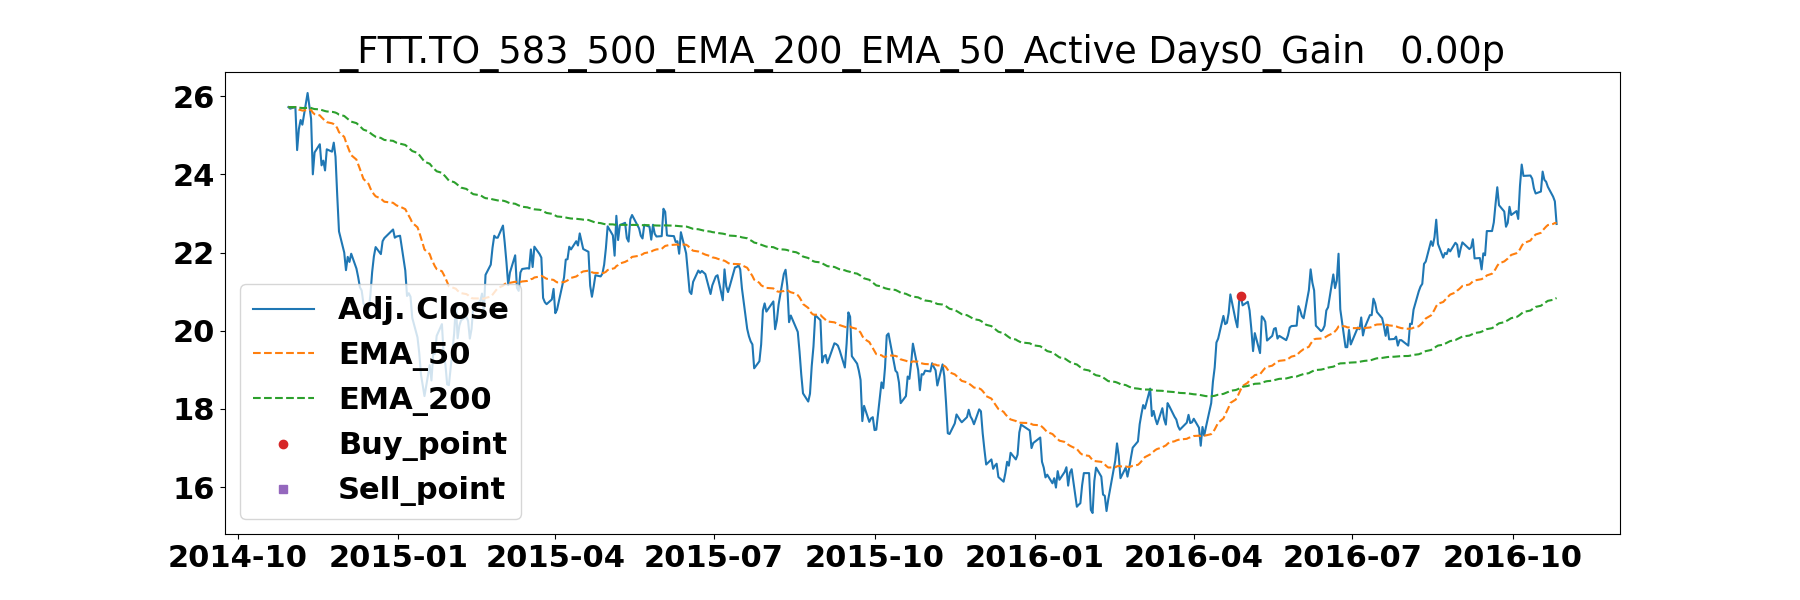 _FTT.TO_583_500_EMA_200_EMA_50_Active Days0_Gain   0.00p
26
24
22
20
18
16
Adj. Close
EMA_50
EMA_200
Buy_point
Sell_point
2014-10 2015-01 2015-04 2015-07 2015-10 2016-01 2016-04 2016-07 2016-10